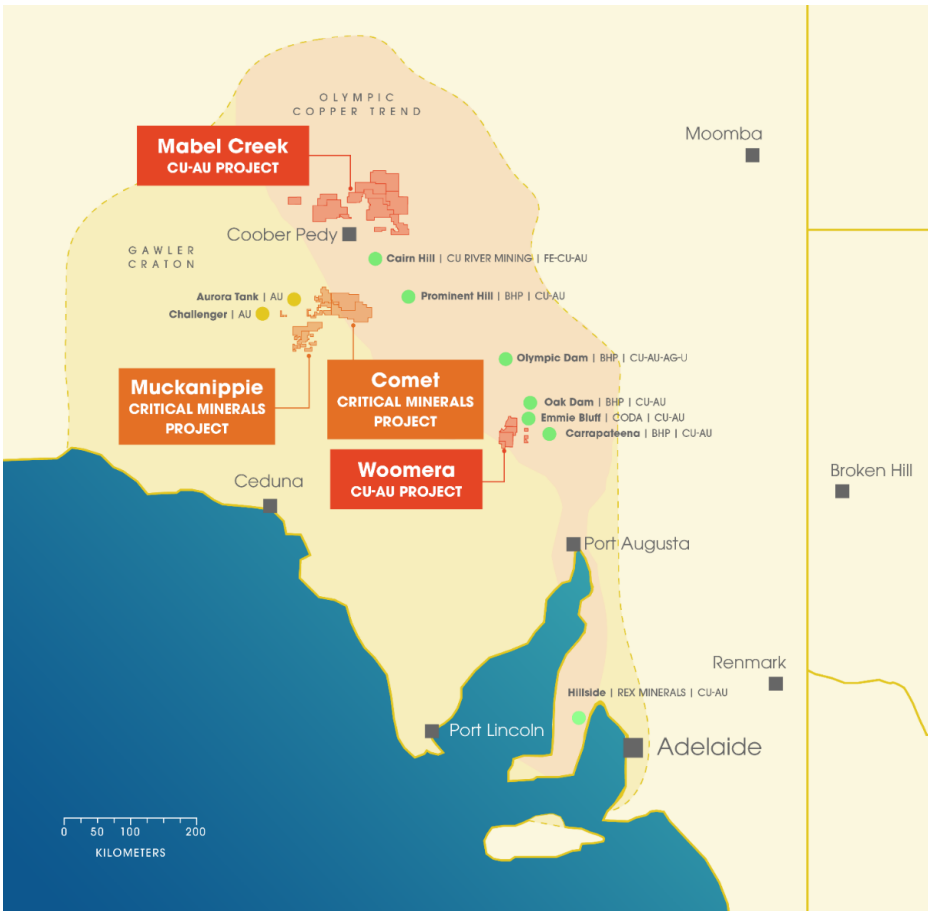 OLYMPIC
COPPER TREND
Mabel Creek
CU-AU PROJECT
Moomba
Coober Pedy
GAWLER
CRATON
Cairn Hill | CU RIVER MINING | FE-CU-AU
Aurora Tank | AU
Prominent Hill | BHP | CU-AU
Challenger | AU
Olympic Dam | BHP | CU-AU-AG-U
Muckanippie
CRITICAL MINERALS
PROJECT
Comet
CRITICAL MINERALS
PROJECT
Oak Dam | BHP | CU-AU
Emmie Bluff | CODA | CU-AU
Carrapateena | BHP | CU-AU
Woomera
CU-AU PROJECT
Broken Hill
Ceduna
Port Augusta
Renmark
Hillside | REX MINERALS | CU-AU
Port Lincoln
Adelaide
0 50 100 200
KILOMETERS